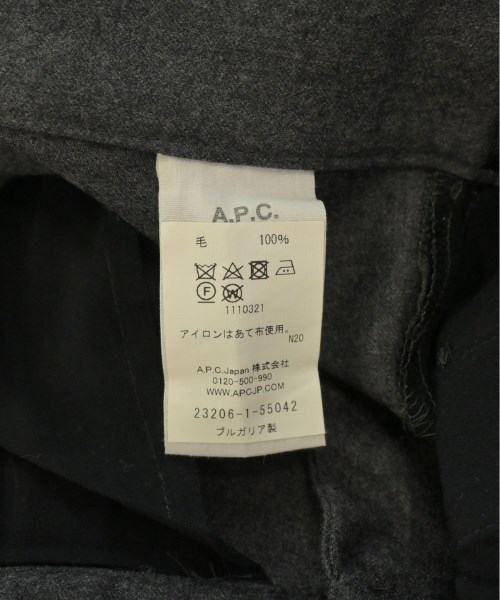 A.P.C.
毛 100%
F W
1110321
アイロンはあて布使用。
N20
A.P.C.Japan 株式会社
0120-500-990
WWW.APCJP.COM
23206-1-55042
ブルガリア製